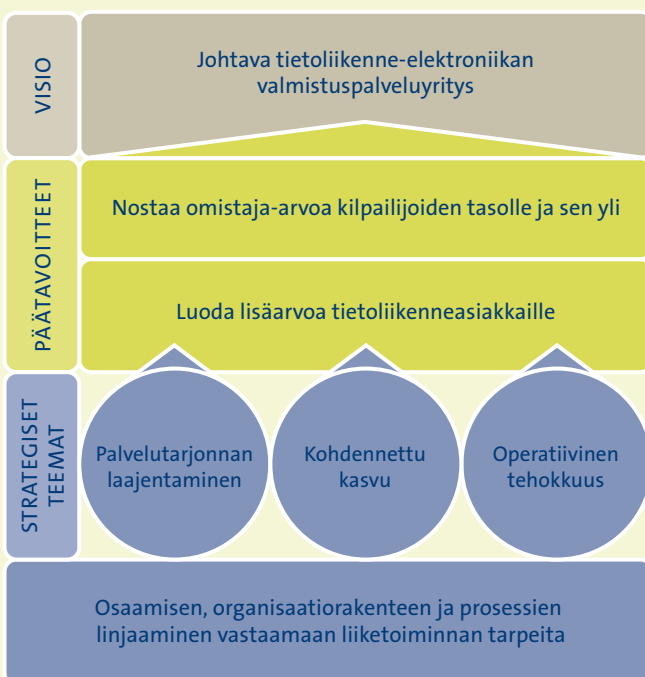 VISIO
Johtava tietoliikenne-elektroniikan
valmistuspalveluyritys
PÄÄTAVOITTEET
Nostaa omistaja-arvoa kilpailijoiden tasolle ja sen yli
Luoda lisäarvoa tietoliikenneasiakkaille
STRATEGISET
TEEMAT
Palvelutarjonnan
laajentaminen
Kohdennettu
kasvu
Operatiivinen
tehokkuus
Osaamisen, organisaatiorakenteen ja prosessien
linjaaminen vastaamaan liiketoiminnan tarpeita